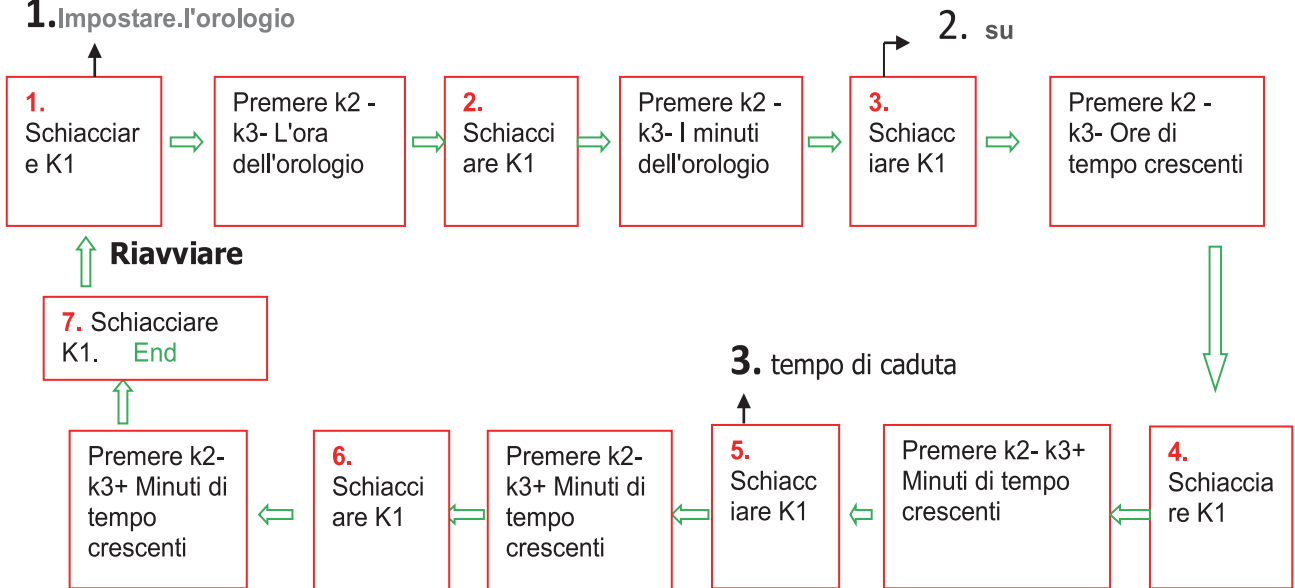 1.Impostare.l'orologio
2. su
1.
Schiacciar
e K1
Premere k2 -
k3- L'ora
dell'orologio
2.
Schiacci
are K1
Premere k2 -
k3- I minuti
dell'orologio
3.
Schiacc
iare K1
Premere k2 -
k3- Ore di
tempo crescenti
Riavviare
7. Schiacciare
K1. End
3. tempo di caduta
Premere k2-
k3+ Minuti di
tempo
crescenti
6.
Schiacci
are K1
Premere k2-
k3+ Minuti di
tempo
crescenti
5.
Schiacc
iare K1
Premere k2- k3+
Minuti di tempo
crescenti
4.
Schiaccia
re K1